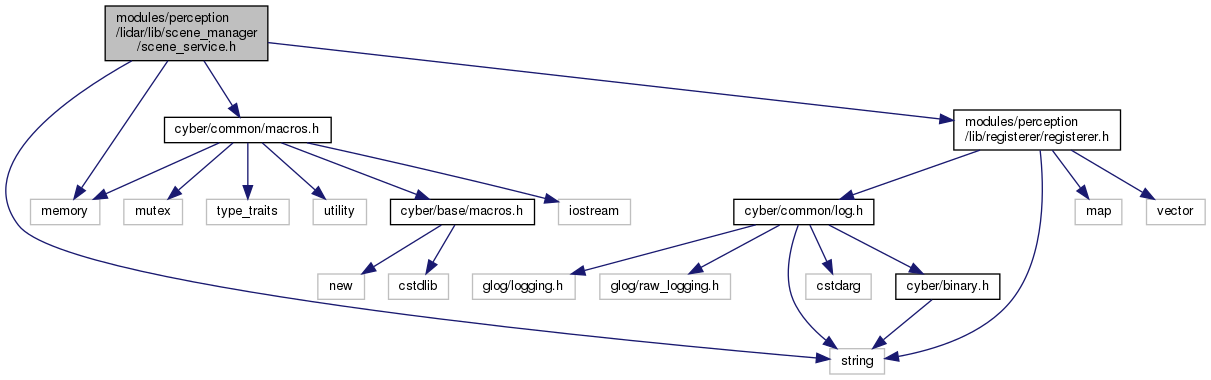 modules/perception
/lidar/lib/scene_manager
/scene_service.h
cyber/common/macros.h
modules/perception
/lib/registerer/registerer.h
memory
mutex
type_traits
utility
cyber/base/macros.h
iostream
cyber/common/log.h
map
vector
new
cstdlib
glog/logging.h
glog/raw_logging.h
cstdarg
cyber/binary.h
string